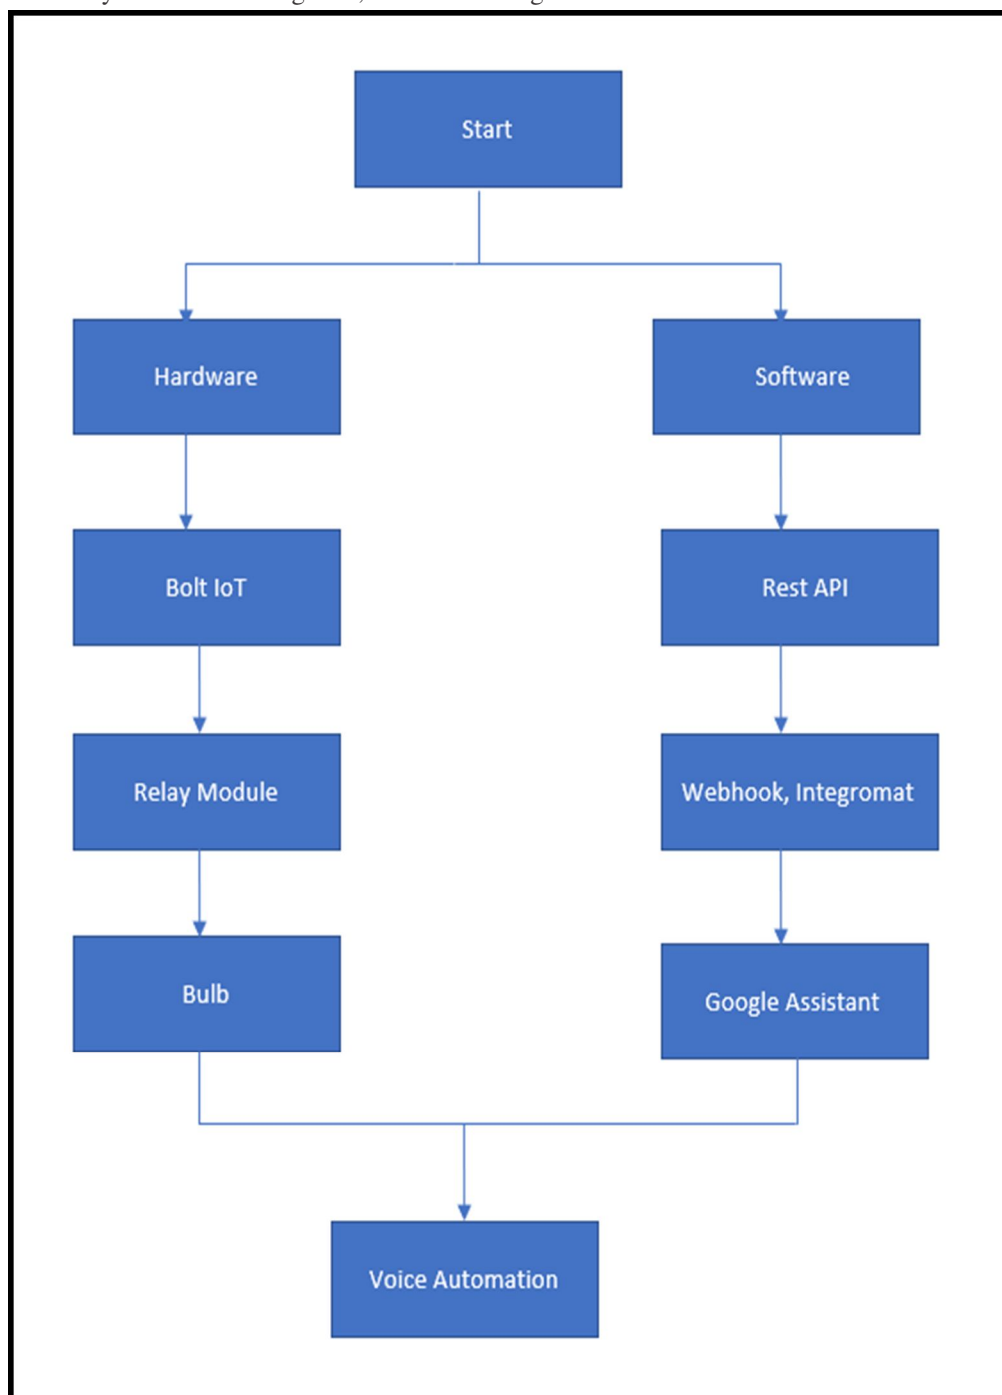 Start
Hardware
Software
Bolt IoT
Rest API
Relay Module
Webhook, Integromat
Bulb
Google Assistant
Voice Automation